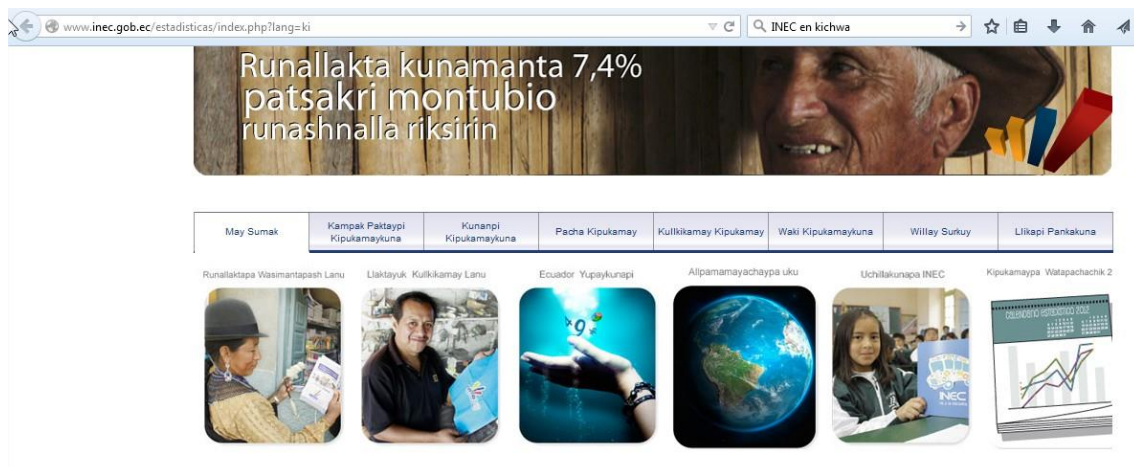 www.inec.gob.ec/estadisticas/index.php?lang=ki
INEC en kichwa
Runallakta kunamanta 7,4%
patsakri montubio
runashnalla riksirin
May Sumak
Kampak Paktaypi
Kipukamaykuna
Kunanpi
Kipukamaykuna
Pacha Kipukamay
Kullkikamay Kipukamay
Waki Kipukamaykuna
Willay Surkuy
Llikapi Pankakuna
Runallaktapa Wasimantapash Lanu
Llaktayuk Kullkikamay Lanu
Ecuador Yupaykunapi
Allpamamayachaypa uku
Uchillakunapa INEC
Kipukamaypa Watapachachik 2
CALENDARIO ESTADÍSTICO 2012
INEC